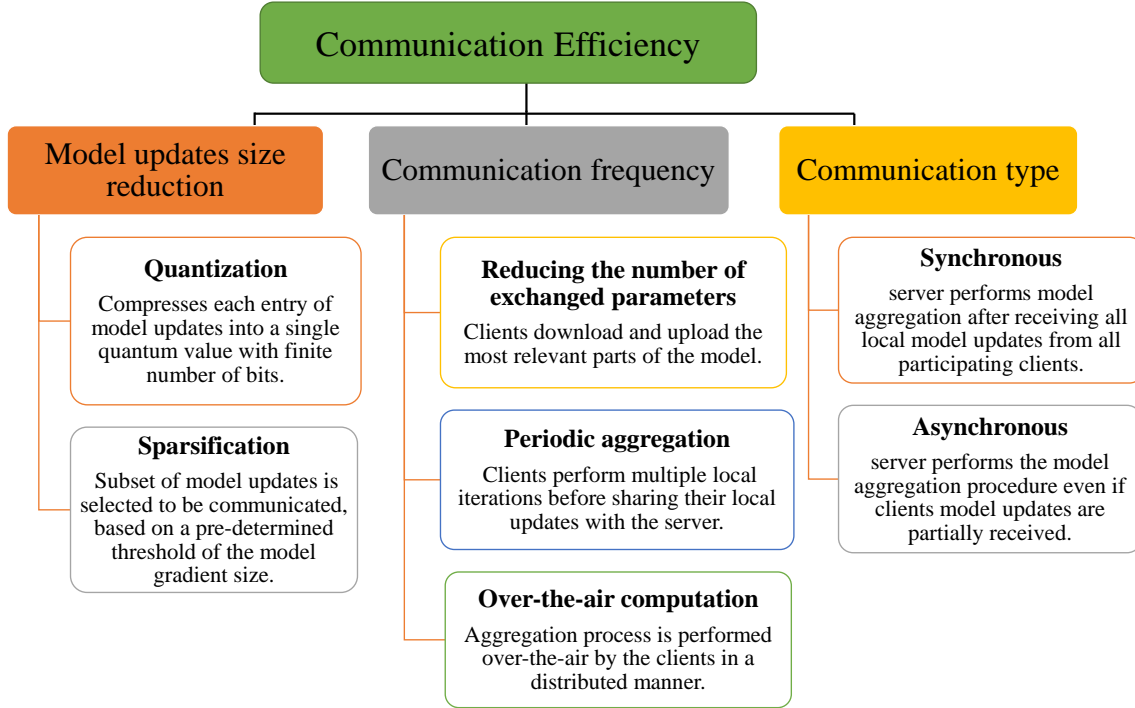 Communication Efficiency
Model updates size
reduction
Quantization
Compresses each entry of
model updates into a single
quantum value with finite
number of bits.
Sparsification
Subset of model updates is
selected to be communicated,
based on a pre-determined
threshold of the model
gradient size.
Communication frequency
Reducing the number of
exchanged parameters
Clients download and upload the
most relevant parts of the model.
Periodic aggregation
Clients perform multiple local
iterations before sharing their local
updates with the server.
Over-the-air computation
Aggregation process is performed
over-the-air by the clients in a
distributed manner.
Communication type
Synchronous
server performs model
aggregation after receiving all
local model updates from all
participating clients.
Asynchronous
server performs the model
aggregation procedure even if
clients model updates are
partially received.